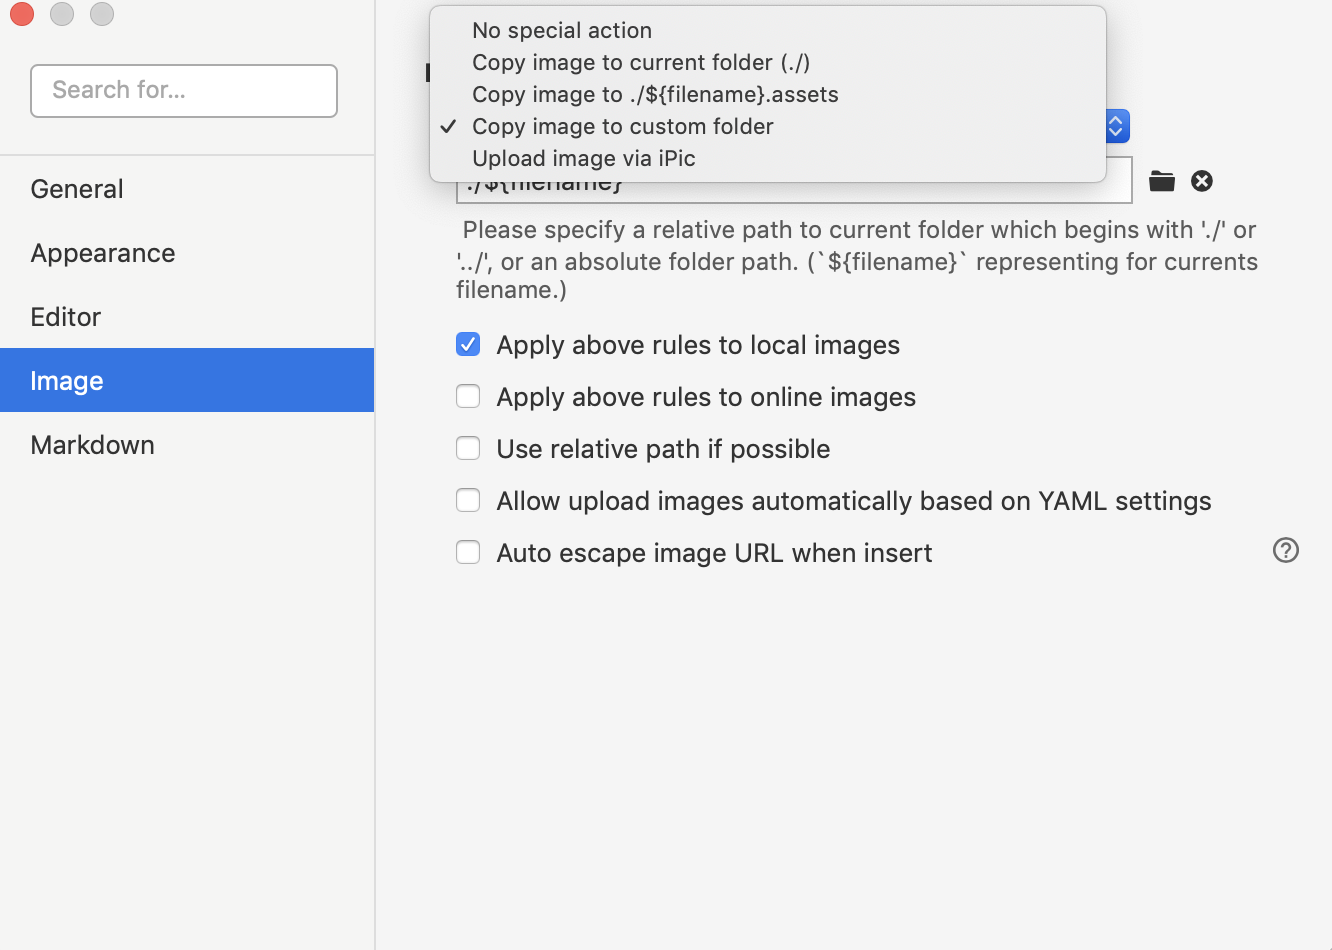 Search for...
General
Appearance
Editor
Image
Markdown
No special action
Copy image to current folder (./)
Copy image to ./${filename}.assets
✓ Copy image to custom folder
Upload image via iPic
./${filename}
Please specify a relative path to current folder which begins with './' or
'../', or an absolute folder path. (`${filename}` representing for currents
filename.)
Apply above rules to local images
Apply above rules to online images
Use relative path if possible
Allow upload images automatically based on YAML settings
Auto escape image URL when insert